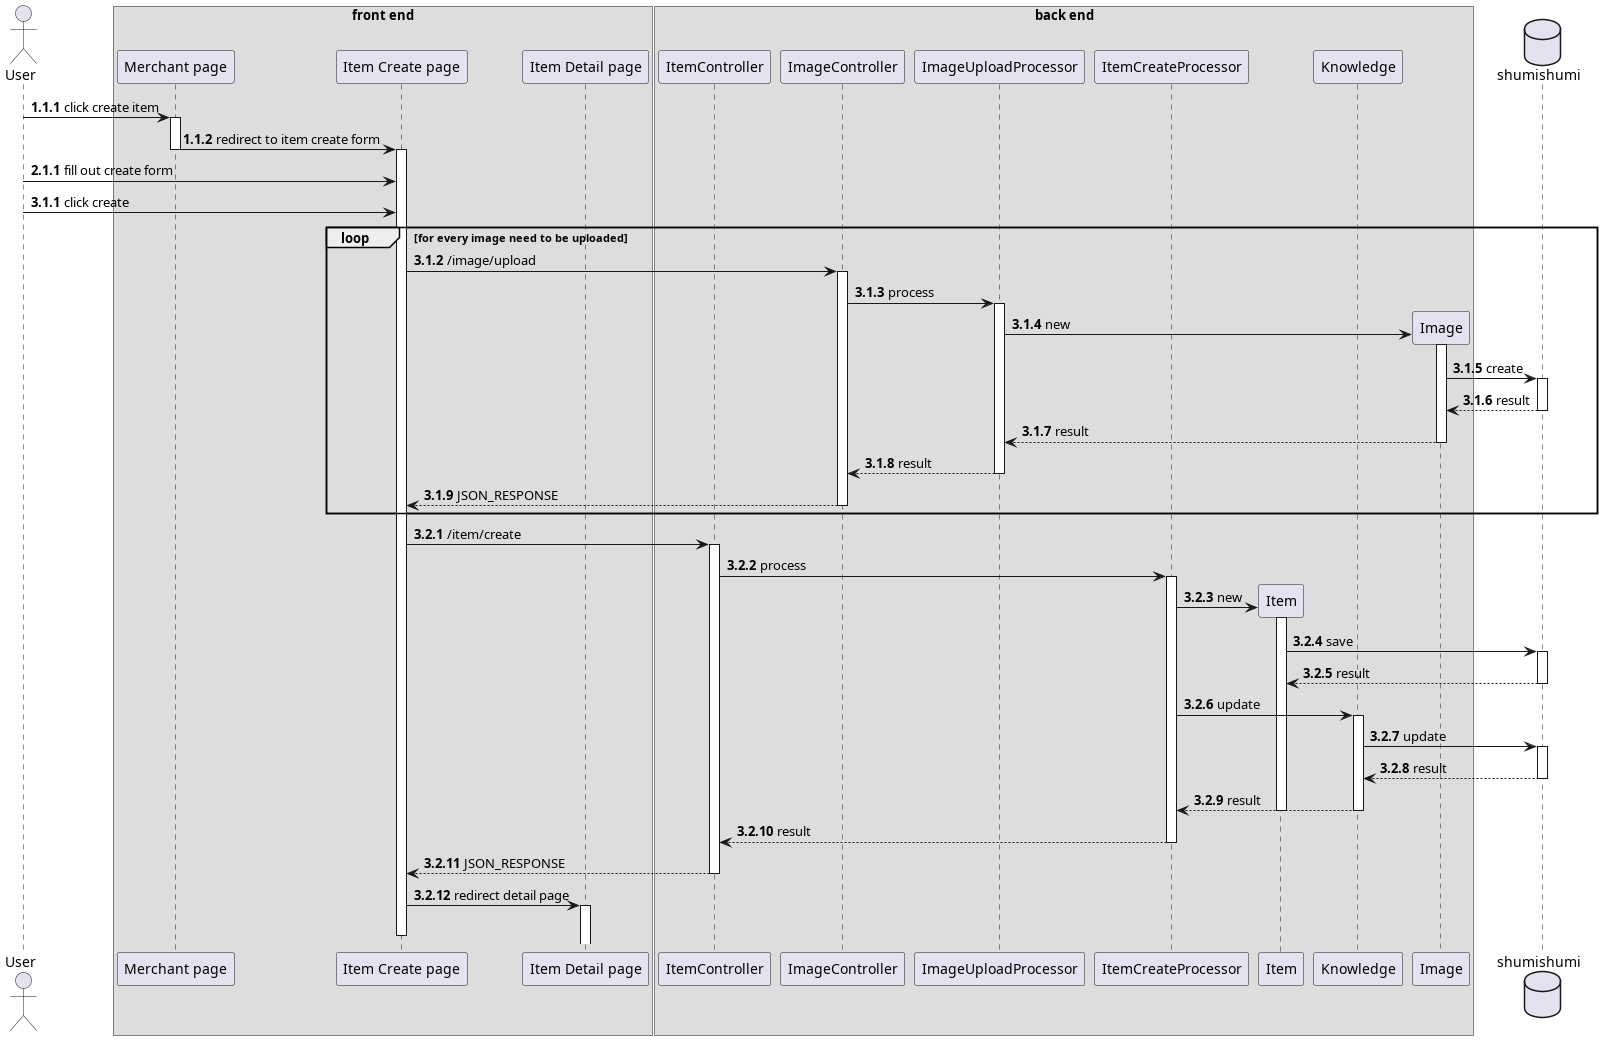 front end
back end
User
Merchant page
Item Create page
Item Detail page
ItemController
ImageController
ImageUploadProcessor
ItemCreateProcessor
Knowledge
shumishumi
1.1.1 click create item
1.1.2 redirect to item create form
2.1.1 fill out create form
3.1.1 click create
loop
[for every image need to be uploaded]
3.1.2 /image/upload
3.1.3 process
3.1.4 new
Image
3.1.5 create
3.1.6 result
3.1.7 result
3.1.8 result
3.1.9 JSON_RESPONSE
3.2.1 /item/create
3.2.2 process
3.2.3 new
Item
3.2.4 save
3.2.5 result
3.2.6 update
3.2.7 update
3.2.8 result
3.2.9 result
3.2.10 result
3.2.11 JSON_RESPONSE
3.2.12 redirect detail page
User
Merchant page
Item Create page
Item Detail page
ItemController
ImageController
ImageUploadProcessor
ItemCreateProcessor
Item
Knowledge
Image
shumishumi